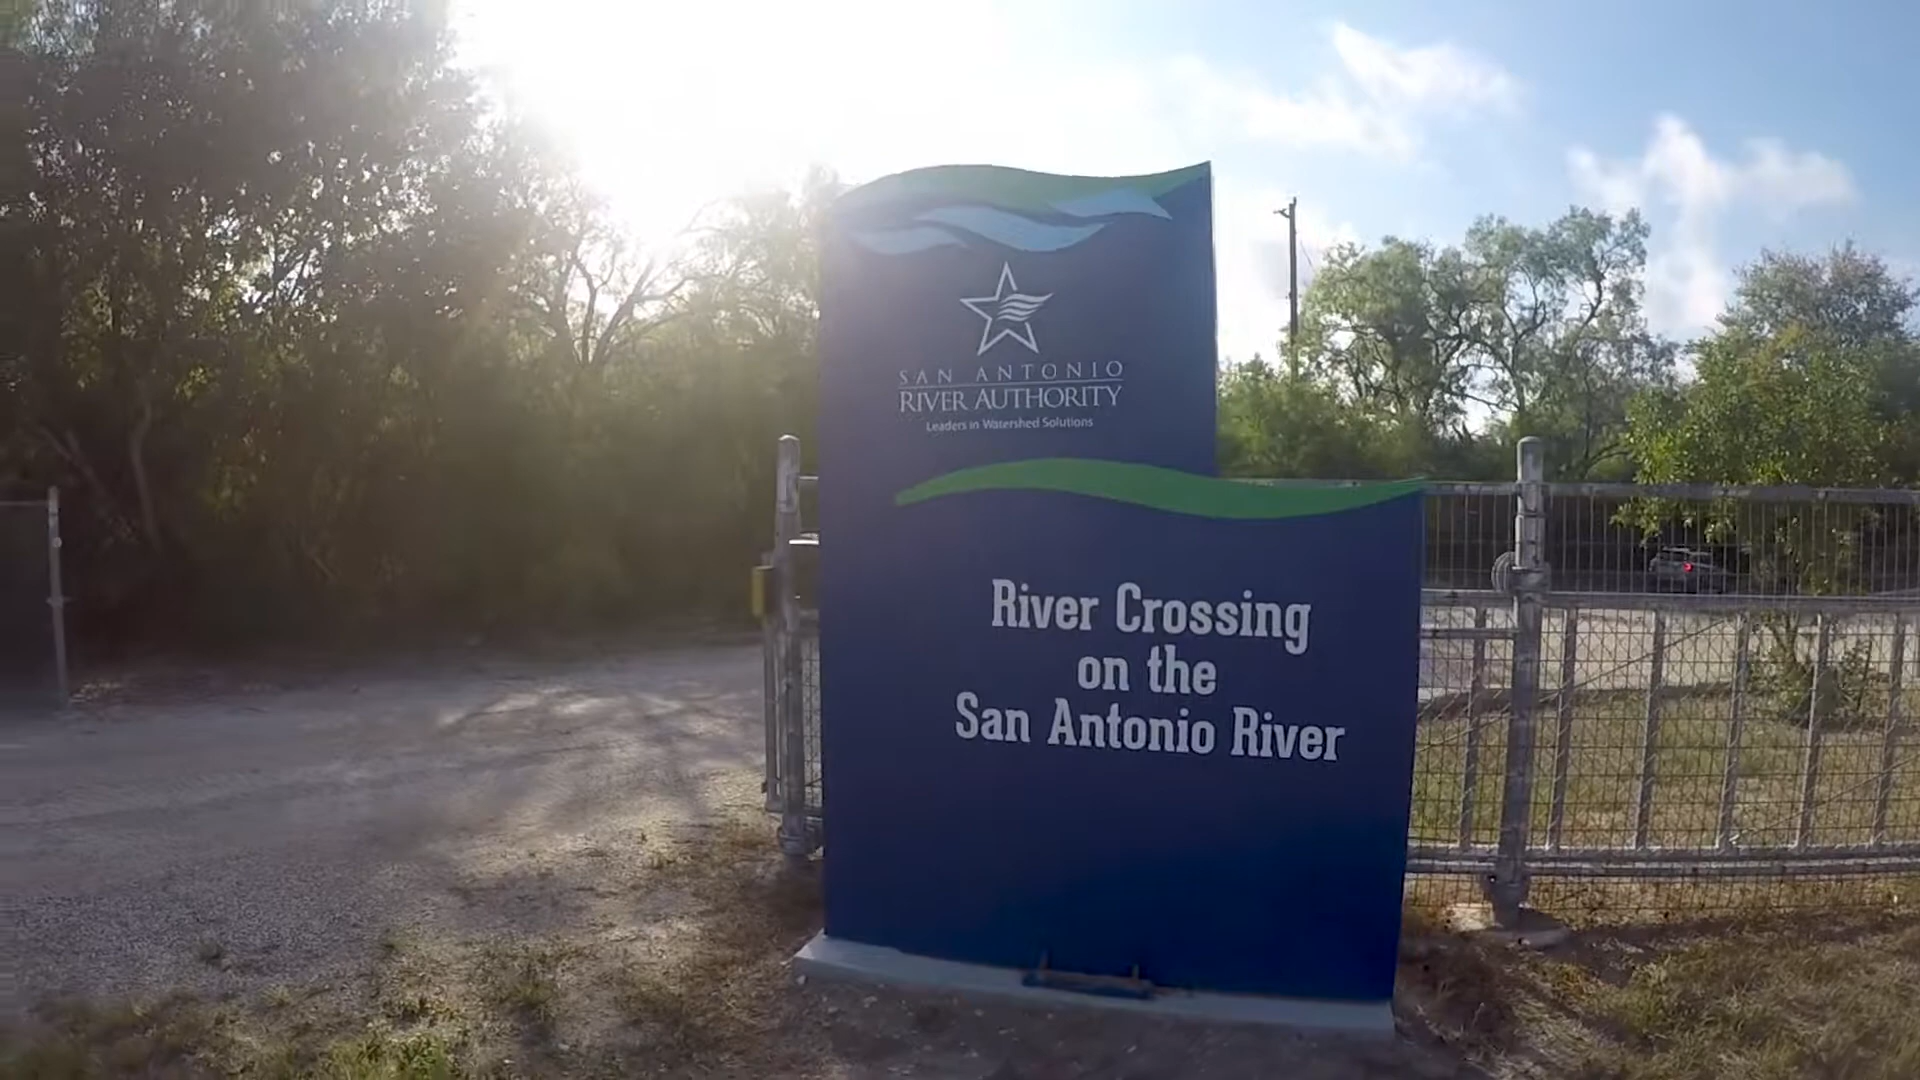 SAN ANTONIO
RIVER AUTHORITY
Leaders in Watershed Solutions
River Crossing
on the
San Antonio River